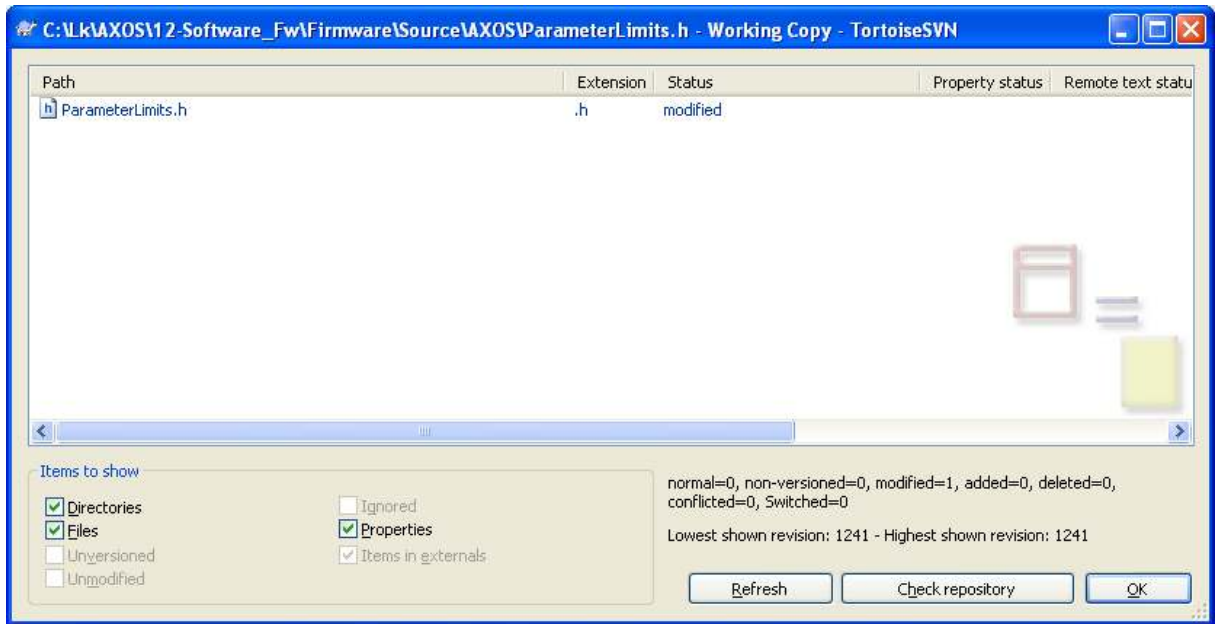 C:\Lk\AXOS\12-Software_Fw\Firmware\Source\AXOS\ParameterLimits.h - Working Copy - TortoiseSVN
Path Extension Status Property status Remote text statu
h ParameterLimits.h .h modified
Items to show
Directories Ignored
Files Properties
Unversioned Items in externals
Unmodified
normal=0, non-versioned=0, modified=1, added=0, deleted=0,
conflicted=0, Switched=0
Lowest shown revision: 1241 - Highest shown revision: 1241
Refresh Check repository OK